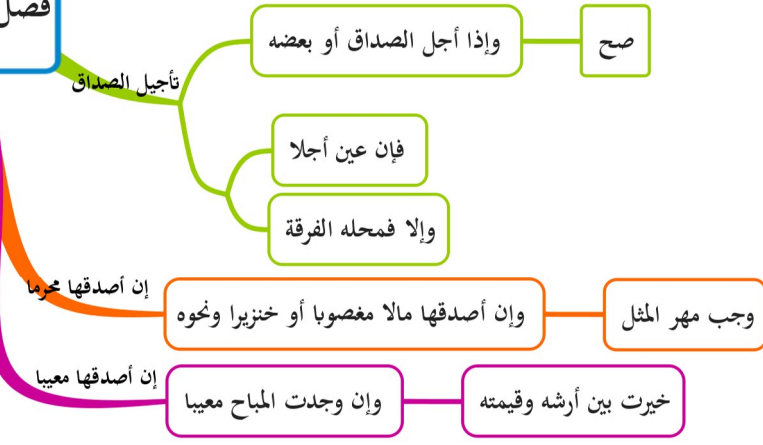 فصل
تأجيل الصداق
وإذا أجل الصداق أو بعضه
صح
فإن عين أجلا
وإلا فمحله الفرقة
إن أصدقها محرما
وإن أصدقها مالا مغصوبا أو خنزيرا ونحوه
وجب مهر المثل
إن أصدقها معيبا
وإن وجدت المباح معيبا
خيرت بين أرشه وقيمته